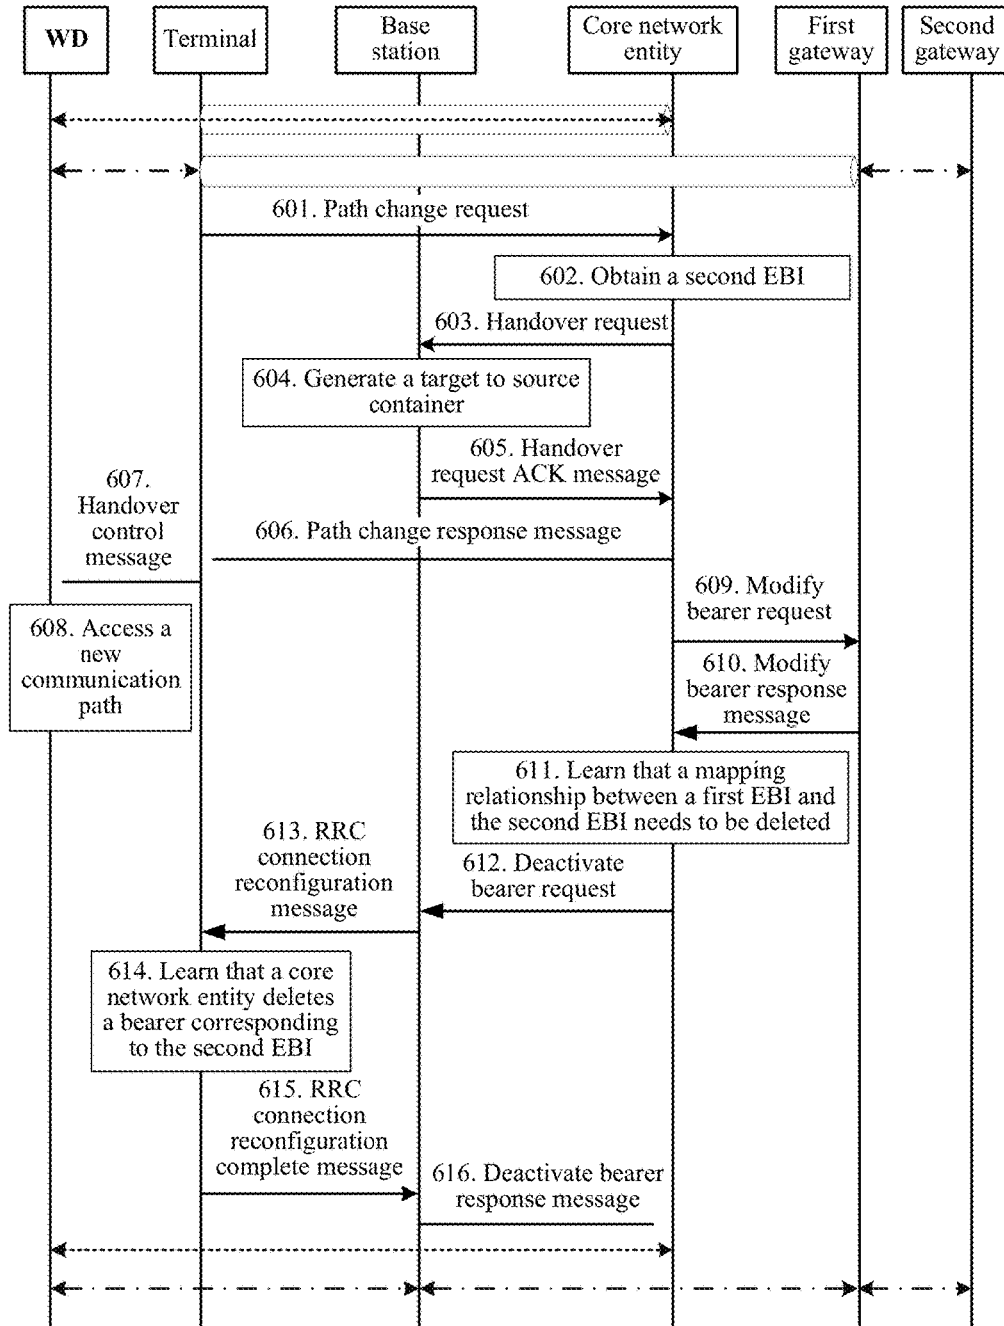 WD
Terminal
Base
station
Core network
entity
First
gateway
Second
gateway
601. Path change request
602. Obtain a second EBI
603. Handover request
604. Generate a target to source
container
605. Handover
request ACK message
606. Path change response message
607.
Handover
control
message
608. Access a
new
communication
path
609. Modify
bearer request
610. Modify
bearer response
message
611. Learn that a mapping
relationship between a first EBI and
the second EBI needs to be deleted
612. Deactivate
bearer request
613. RRC
connection
reconfiguration
message
614. Learn that a core
network entity deletes
a bearer corresponding
to the second EBI
615. RRC
connection
reconfiguration
complete message
616. Deactivate bearer
response message